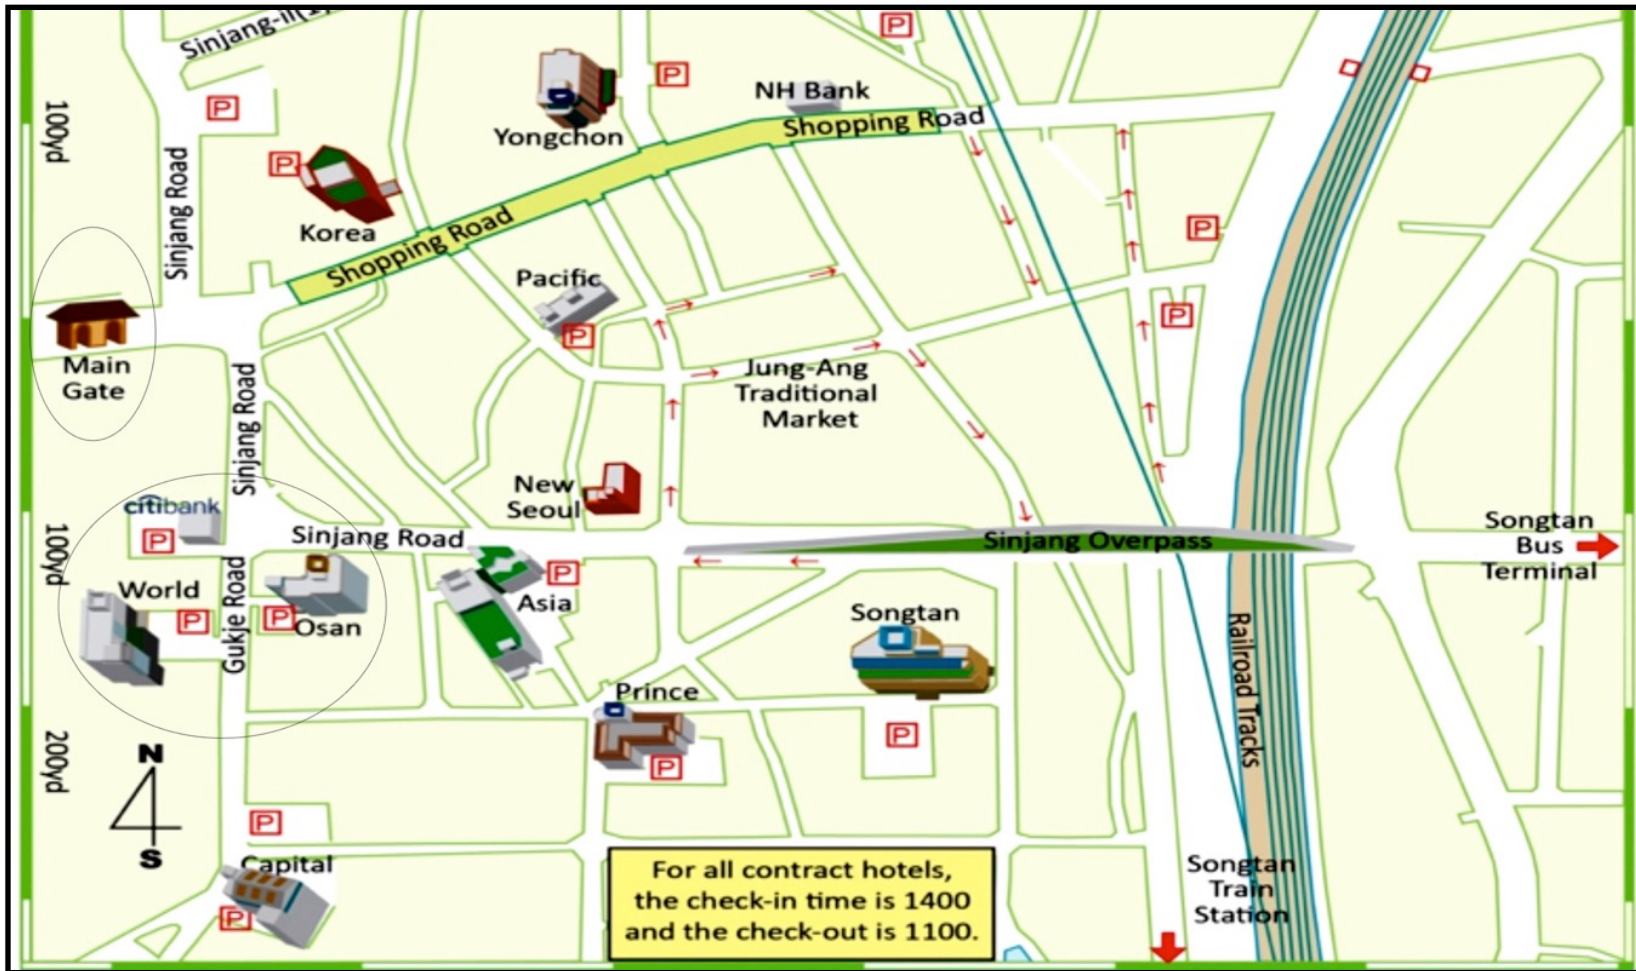 Sinjang-il(1)
P
P
NH Bank
Yongchon
Shopping Road
100yd
P
P
Sinjang Road
Korea
Shopping Road
P
Pacific
P
P
Main
Gate
Sinjang Road
Jung-Ang
Traditional
Market
New
Seoul
citibank
P
100yd
Sinjang Road
Sinjang Overpass
Songtan
Bus
Terminal
World
P
Gukje Road
P
Osan
P
Asia
Songtan
Railroad Tracks
Prince
P
P
N
S
200yd
P
Capital
P
For all contract hotels,
the check-in time is 1400
and the check-out is 1100.
Songtan
Train
Station